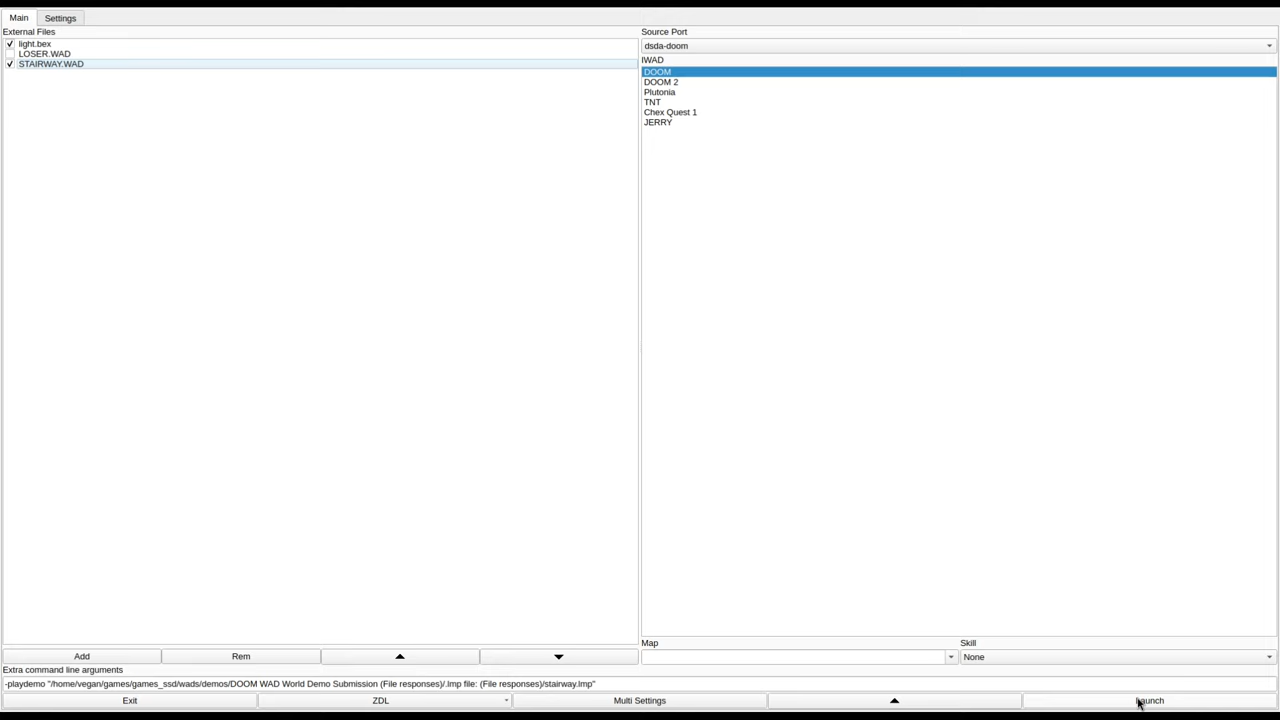 Main Settings
External Files
light.bex
LOSER.WAD
STAIRWAY.WAD
Source Port
dsda-doom
IWAD
DOOM
DOOM 2
Plutonia
TNT
Chex Quest 1
JERRY
Map Skill
None
Add Rem
Extra command line arguments
-playdemo "/home/vegan/games/games_ssd/wads/demos/DOOM WAD World Demo Submission (File responses)/.lmp file: (File responses)/stairway.lmp"
Exit ZDL Multi Settings Launch